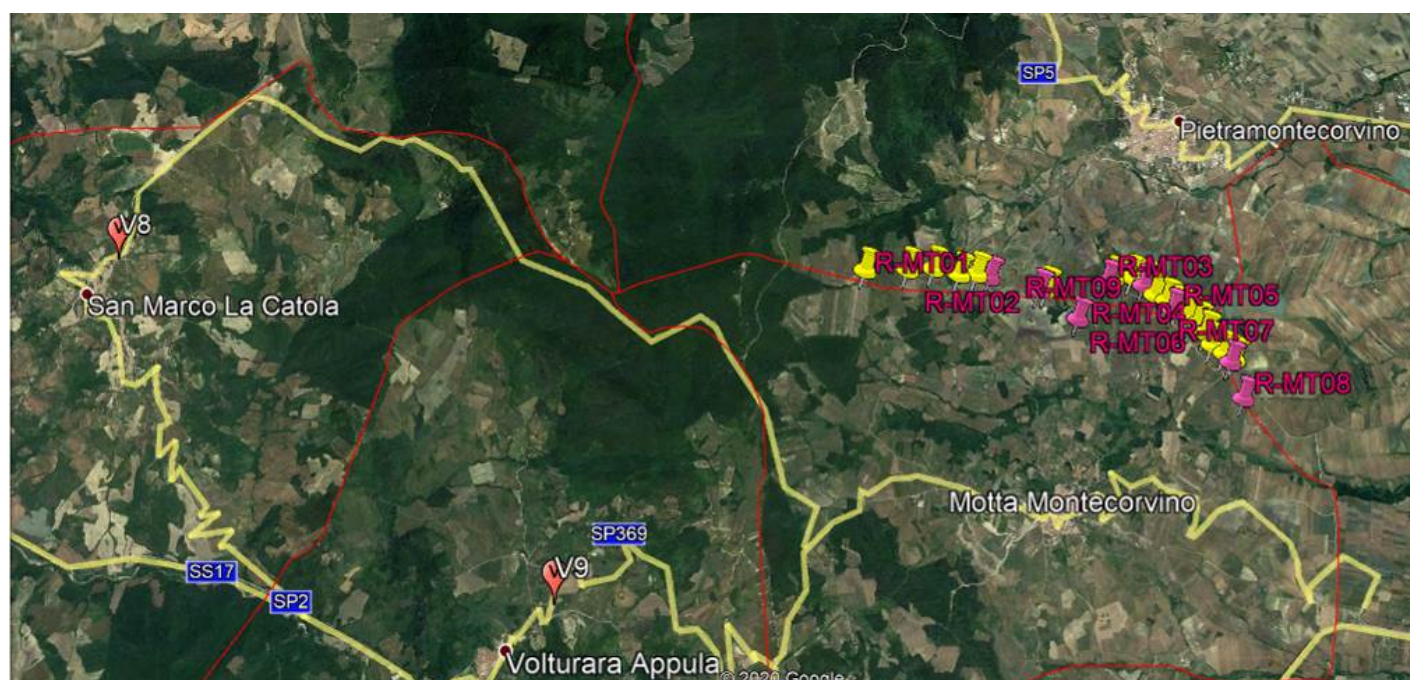 SP5
Pietramontecorvino
V8
R-MT01
R-MT03
R-MT09
R-MT05
San Marco La Catola
R-MT02
R-MT04
R-MT06
R-MT07
R-MT08
Motta Montecorvino
SP369
SS17
V9
SP2
Volturara Appula
© 2020 Google